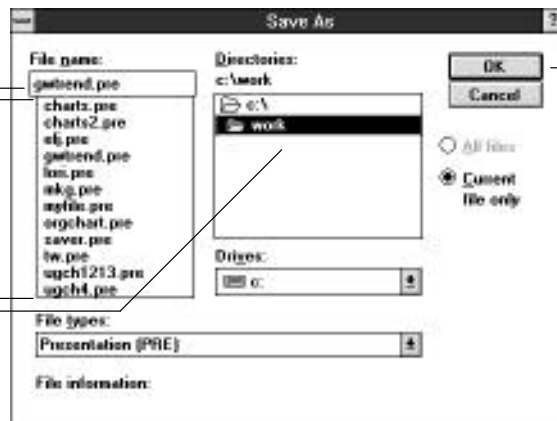 Save As
?
File name:
gwtrend.pre
charts.pre
charts2.pre
elj.pre
gwtrend.pre
lori.pre
mkg.pre
myfile.pre
orgchart.pre
saver.pre
tw.pre
ugch1213.pre
ugch4.pre
Directories:
c:\work
c:\
work
Drives:
c:
OK
Cancel
All files
Current
file only
File types:
Presentation (PRE)
File information: